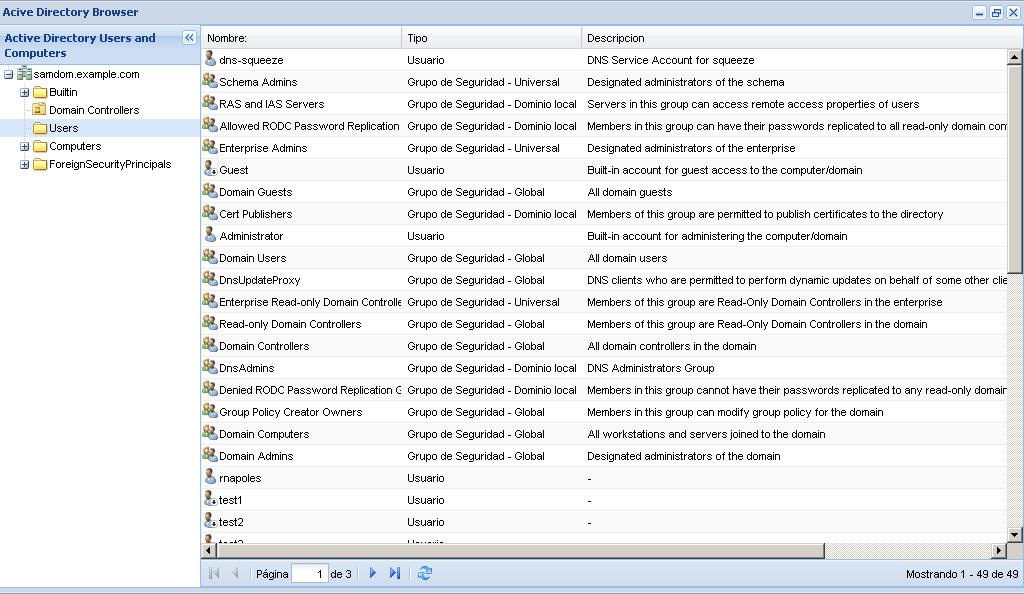 Acive Directory Browser
Active Directory Users and
Computers
samdom.example.com
Builtin
Domain Controllers
Users
Computers
ForeignSecurityPrincipals
Nombre: Tipo Descripcion
dns-squeeze Usuario DNS Service Account for squeeze
Schema Admins Grupo de Seguridad - Universal Designated administrators of the schema
RAS and IAS Servers Grupo de Seguridad - Dominio local Servers in this group can access remote access properties of users
Allowed RODC Password Replication Grupo de Seguridad - Dominio local Members in this group can have their passwords replicated to all read-only domain con
Enterprise Admins Grupo de Seguridad - Universal Designated administrators of the enterprise
Guest Usuario Built-in account for guest access to the computer/domain
Domain Guests Grupo de Seguridad - Global All domain guests
Cert Publishers Grupo de Seguridad - Dominio local Members of this group are permitted to publish certificates to the directory
Administrator Usuario Built-in account for administering the computer/domain
Domain Users Grupo de Seguridad - Global All domain users
DnsUpdateProxy Grupo de Seguridad - Global DNS clients who are permitted to perform dynamic updates on behalf of some other clie
Enterprise Read-only Domain Controlle Grupo de Seguridad - Universal Members of this group are Read-Only Domain Controllers in the enterprise
Read-only Domain Controllers Grupo de Seguridad - Global Members of this group are Read-Only Domain Controllers in the domain
Domain Controllers Grupo de Seguridad - Global All domain controllers in the domain
DnsAdmins Grupo de Seguridad - Dominio local DNS Administrators Group
Denied RODC Password Replication G Grupo de Seguridad - Dominio local Members in this group cannot have their passwords replicated to any read-only domain
Group Policy Creator Owners Grupo de Seguridad - Global Members in this group can modify group policy for the domain
Domain Computers Grupo de Seguridad - Global All workstations and servers joined to the domain
Domain Admins Grupo de Seguridad - Global Designated administrators of the domain
rnapoles Usuario -
test1 Usuario -
test2 Usuario -
Página 1 de 3 Mostrando 1 - 49 de 49